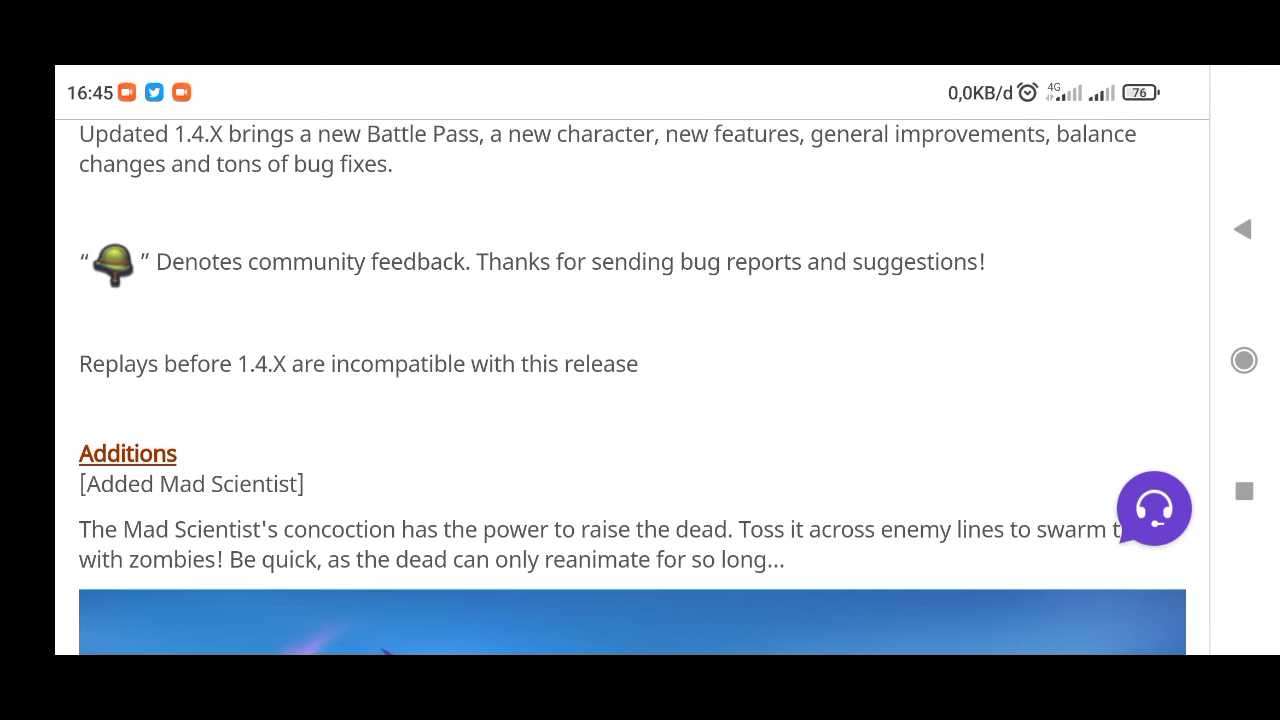 16:45 0,0KB/d 4G 76
Updated 1.4.X brings a new Battle Pass, a new character, new features, general improvements, balance
changes and tons of bug fixes.
“ ” Denotes community feedback. Thanks for sending bug reports and suggestions!
Replays before 1.4.X are incompatible with this release
Additions
[Added Mad Scientist]
The Mad Scientist's concoction has the power to raise the dead. Toss it across enemy lines to swarm
with zombies! Be quick, as the dead can only reanimate for so long...